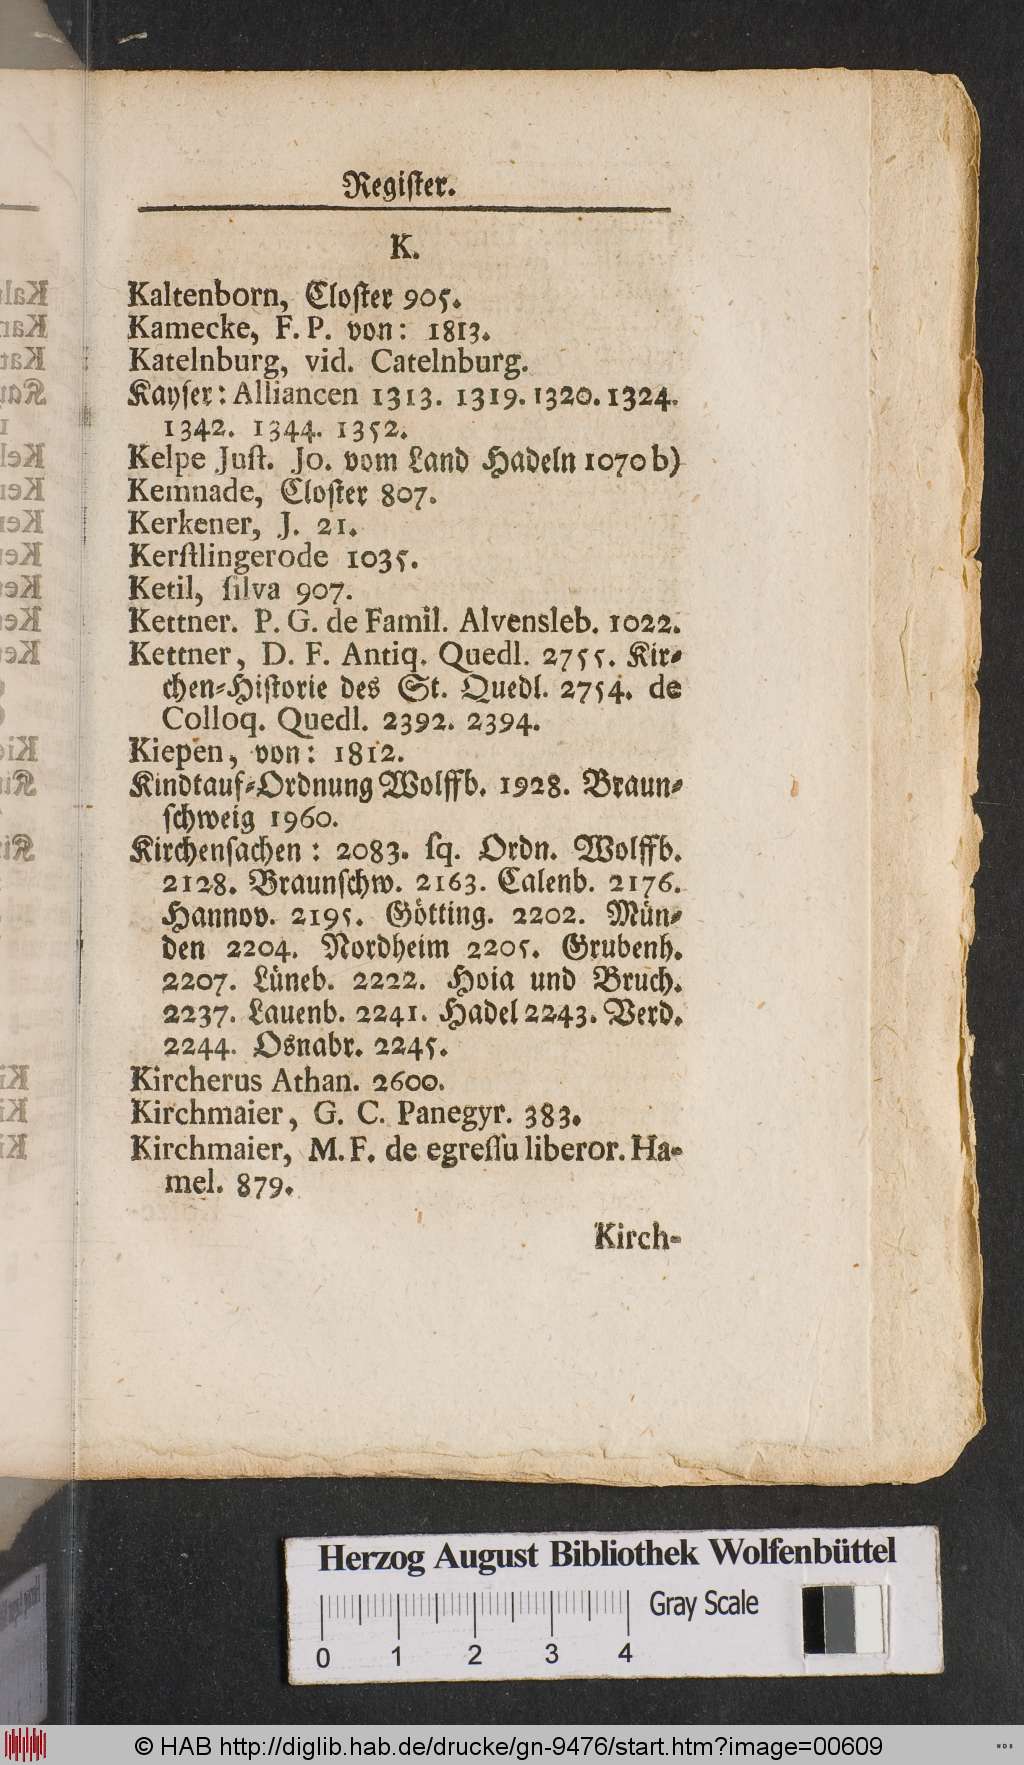 Register.
K.
Kaltenborn, Closter 905.
Kamecke, F. P. von: 1813.
Katelnburg, vid. Catelnburg.
Kayser: Alliancen 1313. 1319. 1320. 1324.
1342. 1344. 1352.
Kelpe Just. Jo. vom Land Hadeln 1070 b)
Kemnade, Closter 807.
Kerkener, J. 21.
Kerstlingerode 1035.
Ketil, silva 907.
Kettner. P. G. de Famil. Alvensleb. 1022.
Kettner, D. F. Antiq. Quedl. 2755. Kir-
chen-Historie des St. Quedl. 2754. de
Colloq. Quedl. 2392. 2394.
Kiepen, von: 1812.
Kindtauf-Ordnung Wolffb. 1928. Braun-
schweig 1960.
Kirchensachen: 2083. sq. Ordn. Wolffb.
2128. Braunschw. 2163. Calenb. 2176.
Hannov. 2195. Götting. 2202. Mün-
den 2204. Nordheim 2205. Grubenh.
2207. Lüneb. 2222. Hoia und Bruch.
2237. Lauenb. 2241. Hadel 2243. Verd.
2244. Osnabr. 2245.
Kircherus Athan. 2600.
Kirchmaier, G. C. Panegyr. 383.
Kirchmaier, M. F. de egressu liberor. Ha-
mel. 879.
Kirch-
Herzog August Bibliothek Wolfenbüttel
Gray Scale
0 1 2 3 4
© HAB http://diglib.hab.de/drucke/gn-9476/start.htm?image=00609